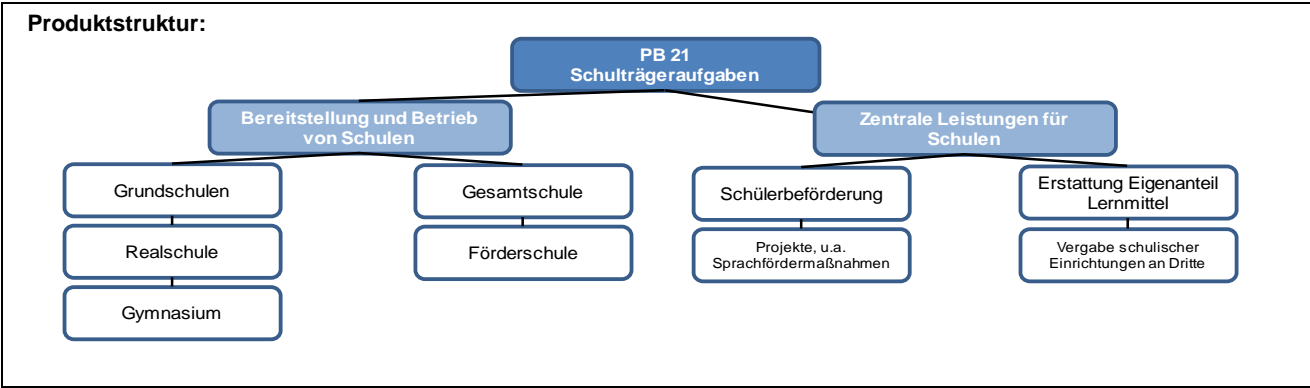 Produktstruktur:
PB 21
Schulträgeraufgaben
Bereitstellung und Betrieb
von Schulen
Zentrale Leistungen für
Schulen
Grundschulen
Gesamtschule
Schülerbeförderung
Erstattung Eigenanteil
Lernmittel
Realschule
Förderschule
Projekte, u.a.
Sprachfördermaßnahmen
Vergabe schulischer
Einrichtungen an Dritte
Gymnasium